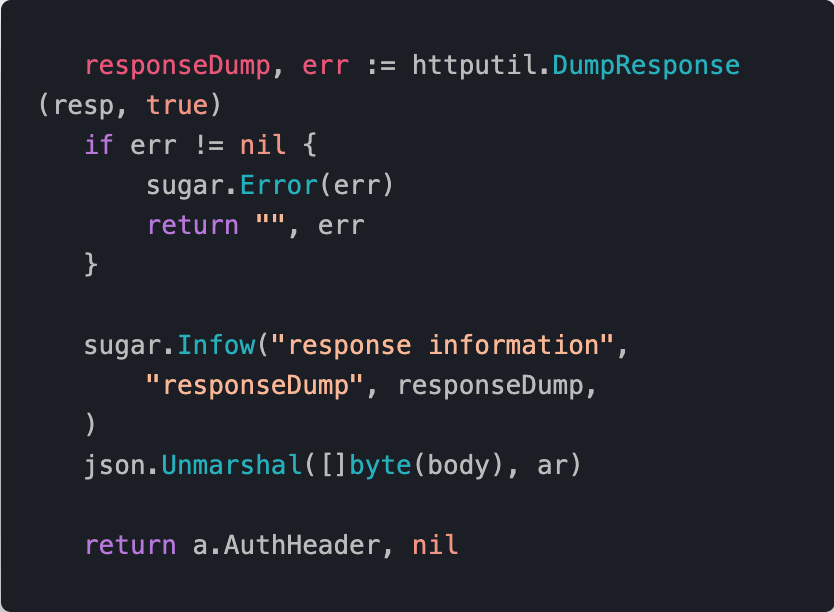 responseDump, err := httputil.DumpResponse
(resp, true)
if err != nil {
sugar.Error(err)
return "", err
}
sugar.Infow("response information",
"responseDump", responseDump,
)
json.Unmarshal([]byte(body), ar)
return a.AuthHeader, nil